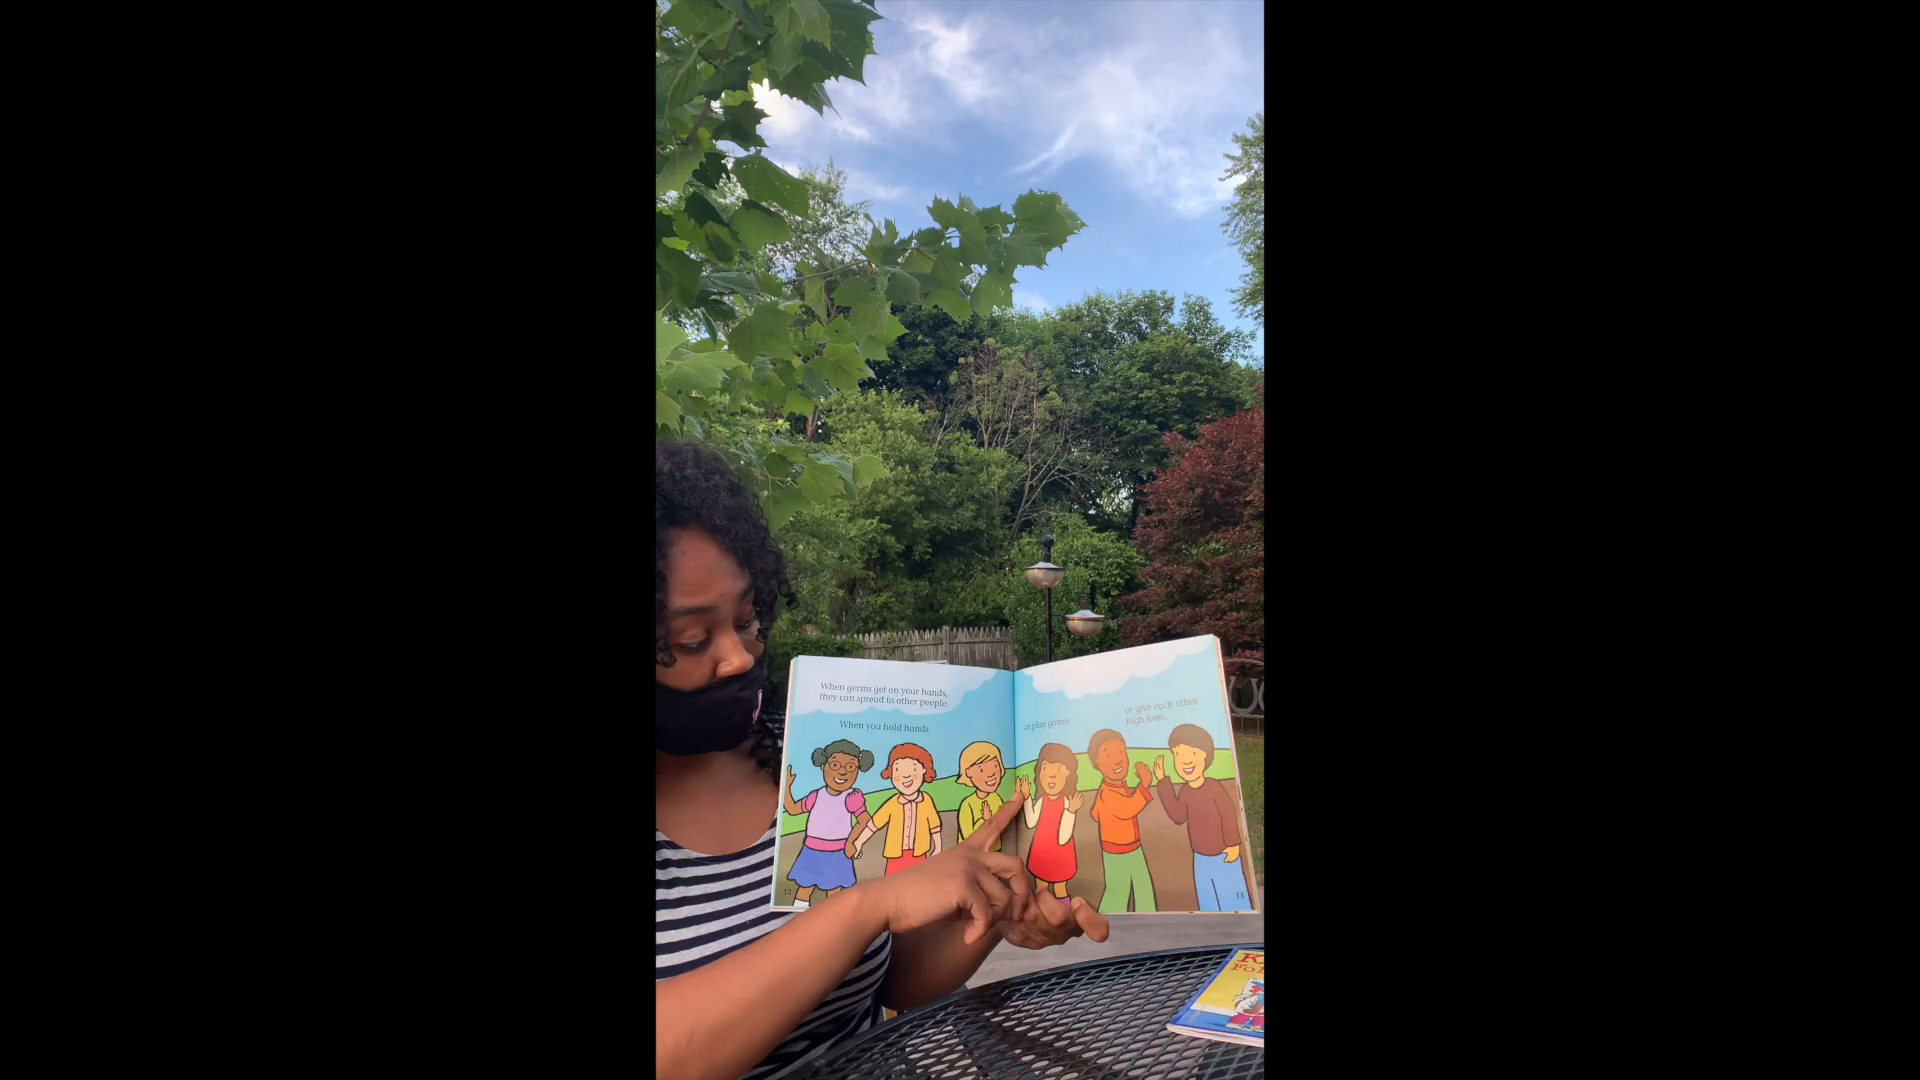 When germs get on your hands,
they can spread to other people.
When you hold hands
or play games
or give each other
high fives.
12
13